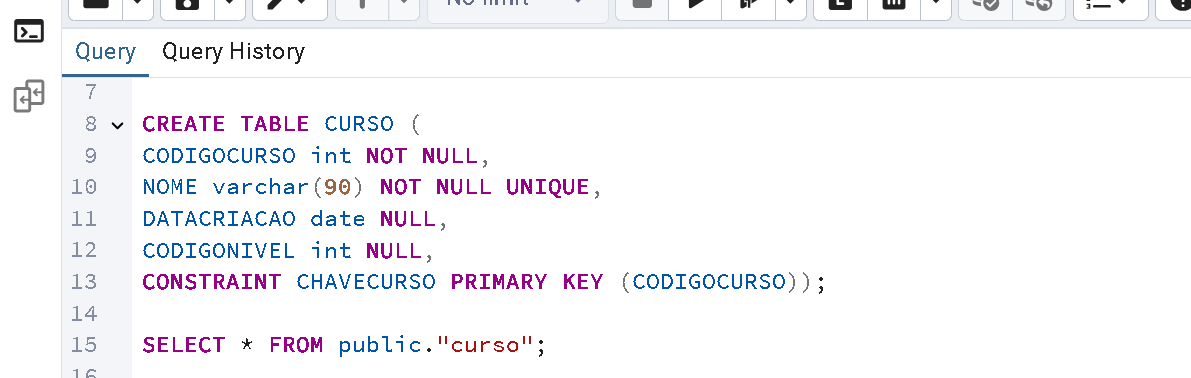 No limit
Query Query History
7
8 CREATE TABLE CURSO (
9 CODIGOCURSO int NOT NULL,
10 NOME varchar(90) NOT NULL UNIQUE,
11 DATACRIACAO date NULL,
12 CODIGONIVEL int NULL,
13 CONSTRAINT CHAVECURSO PRIMARY KEY (CODIGOCURSO));
14
15 SELECT * FROM public."curso";
16